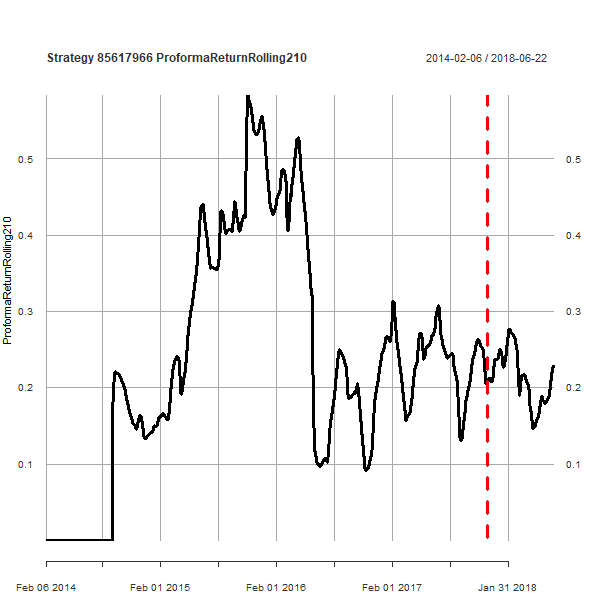 Strategy 85617966 ProformaReturnRolling210
2014-02-06 / 2018-06-22
ProformaReturnRolling210
0.5 0.5
0.4 0.4
0.3 0.3
0.2 0.2
0.1 0.1
Feb 06 2014 Feb 01 2015 Feb 01 2016 Feb 01 2017 Jan 31 2018